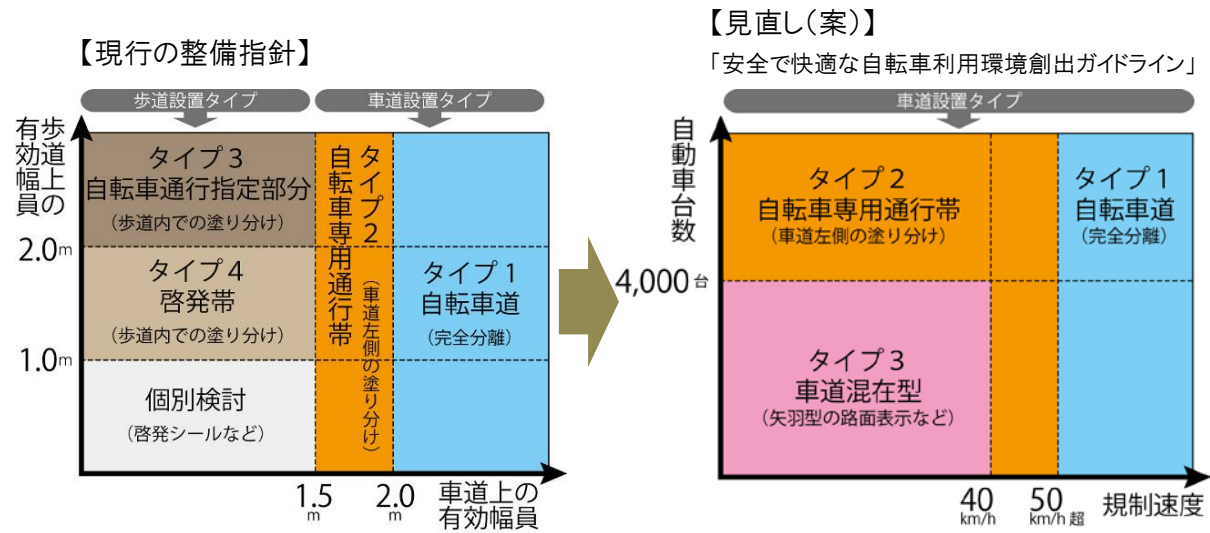 【現行の整備指針】
歩道設置タイプ
車道設置タイプ
歩道上の
有効幅員
2.0m
1.0m
タイプ3
自転車通行指定部分
（歩道内での塗り分け）
タイプ4
啓発帯
（歩道内での塗り分け）
個別検討
（啓発シールなど）
タイプ2
自転車専用通行帯
（車道左側の塗り分け）
タイプ1
自転車道
（完全分離）
1.5
m
2.0
m
車道上の
有効幅員
【見直し（案）】
「安全で快適な自転車利用環境創出ガイドライン」
車道設置タイプ
自動車台数
4,000台
タイプ2
自転車専用通行帯
（車道左側の塗り分け）
タイプ1
自転車道
（完全分離）
タイプ3
車道混在型
（矢羽型の路面表示など）
40
km/h
50
km/h 超
規制速度